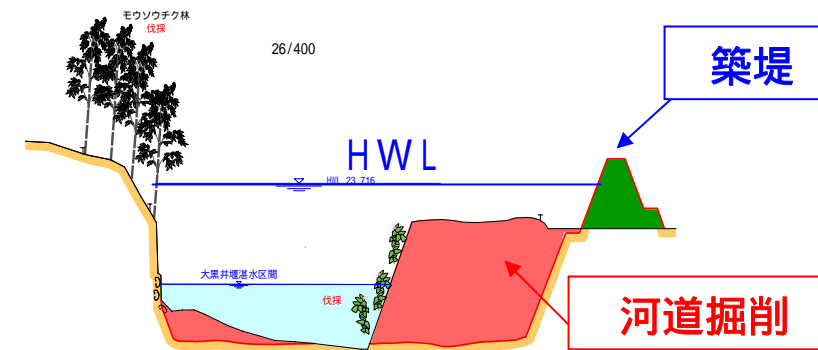 モウソウチク林
伐採
26/400
築堤
HWL
HWL 23.716
大黒井堰湛水区間
伐採
河道掘削